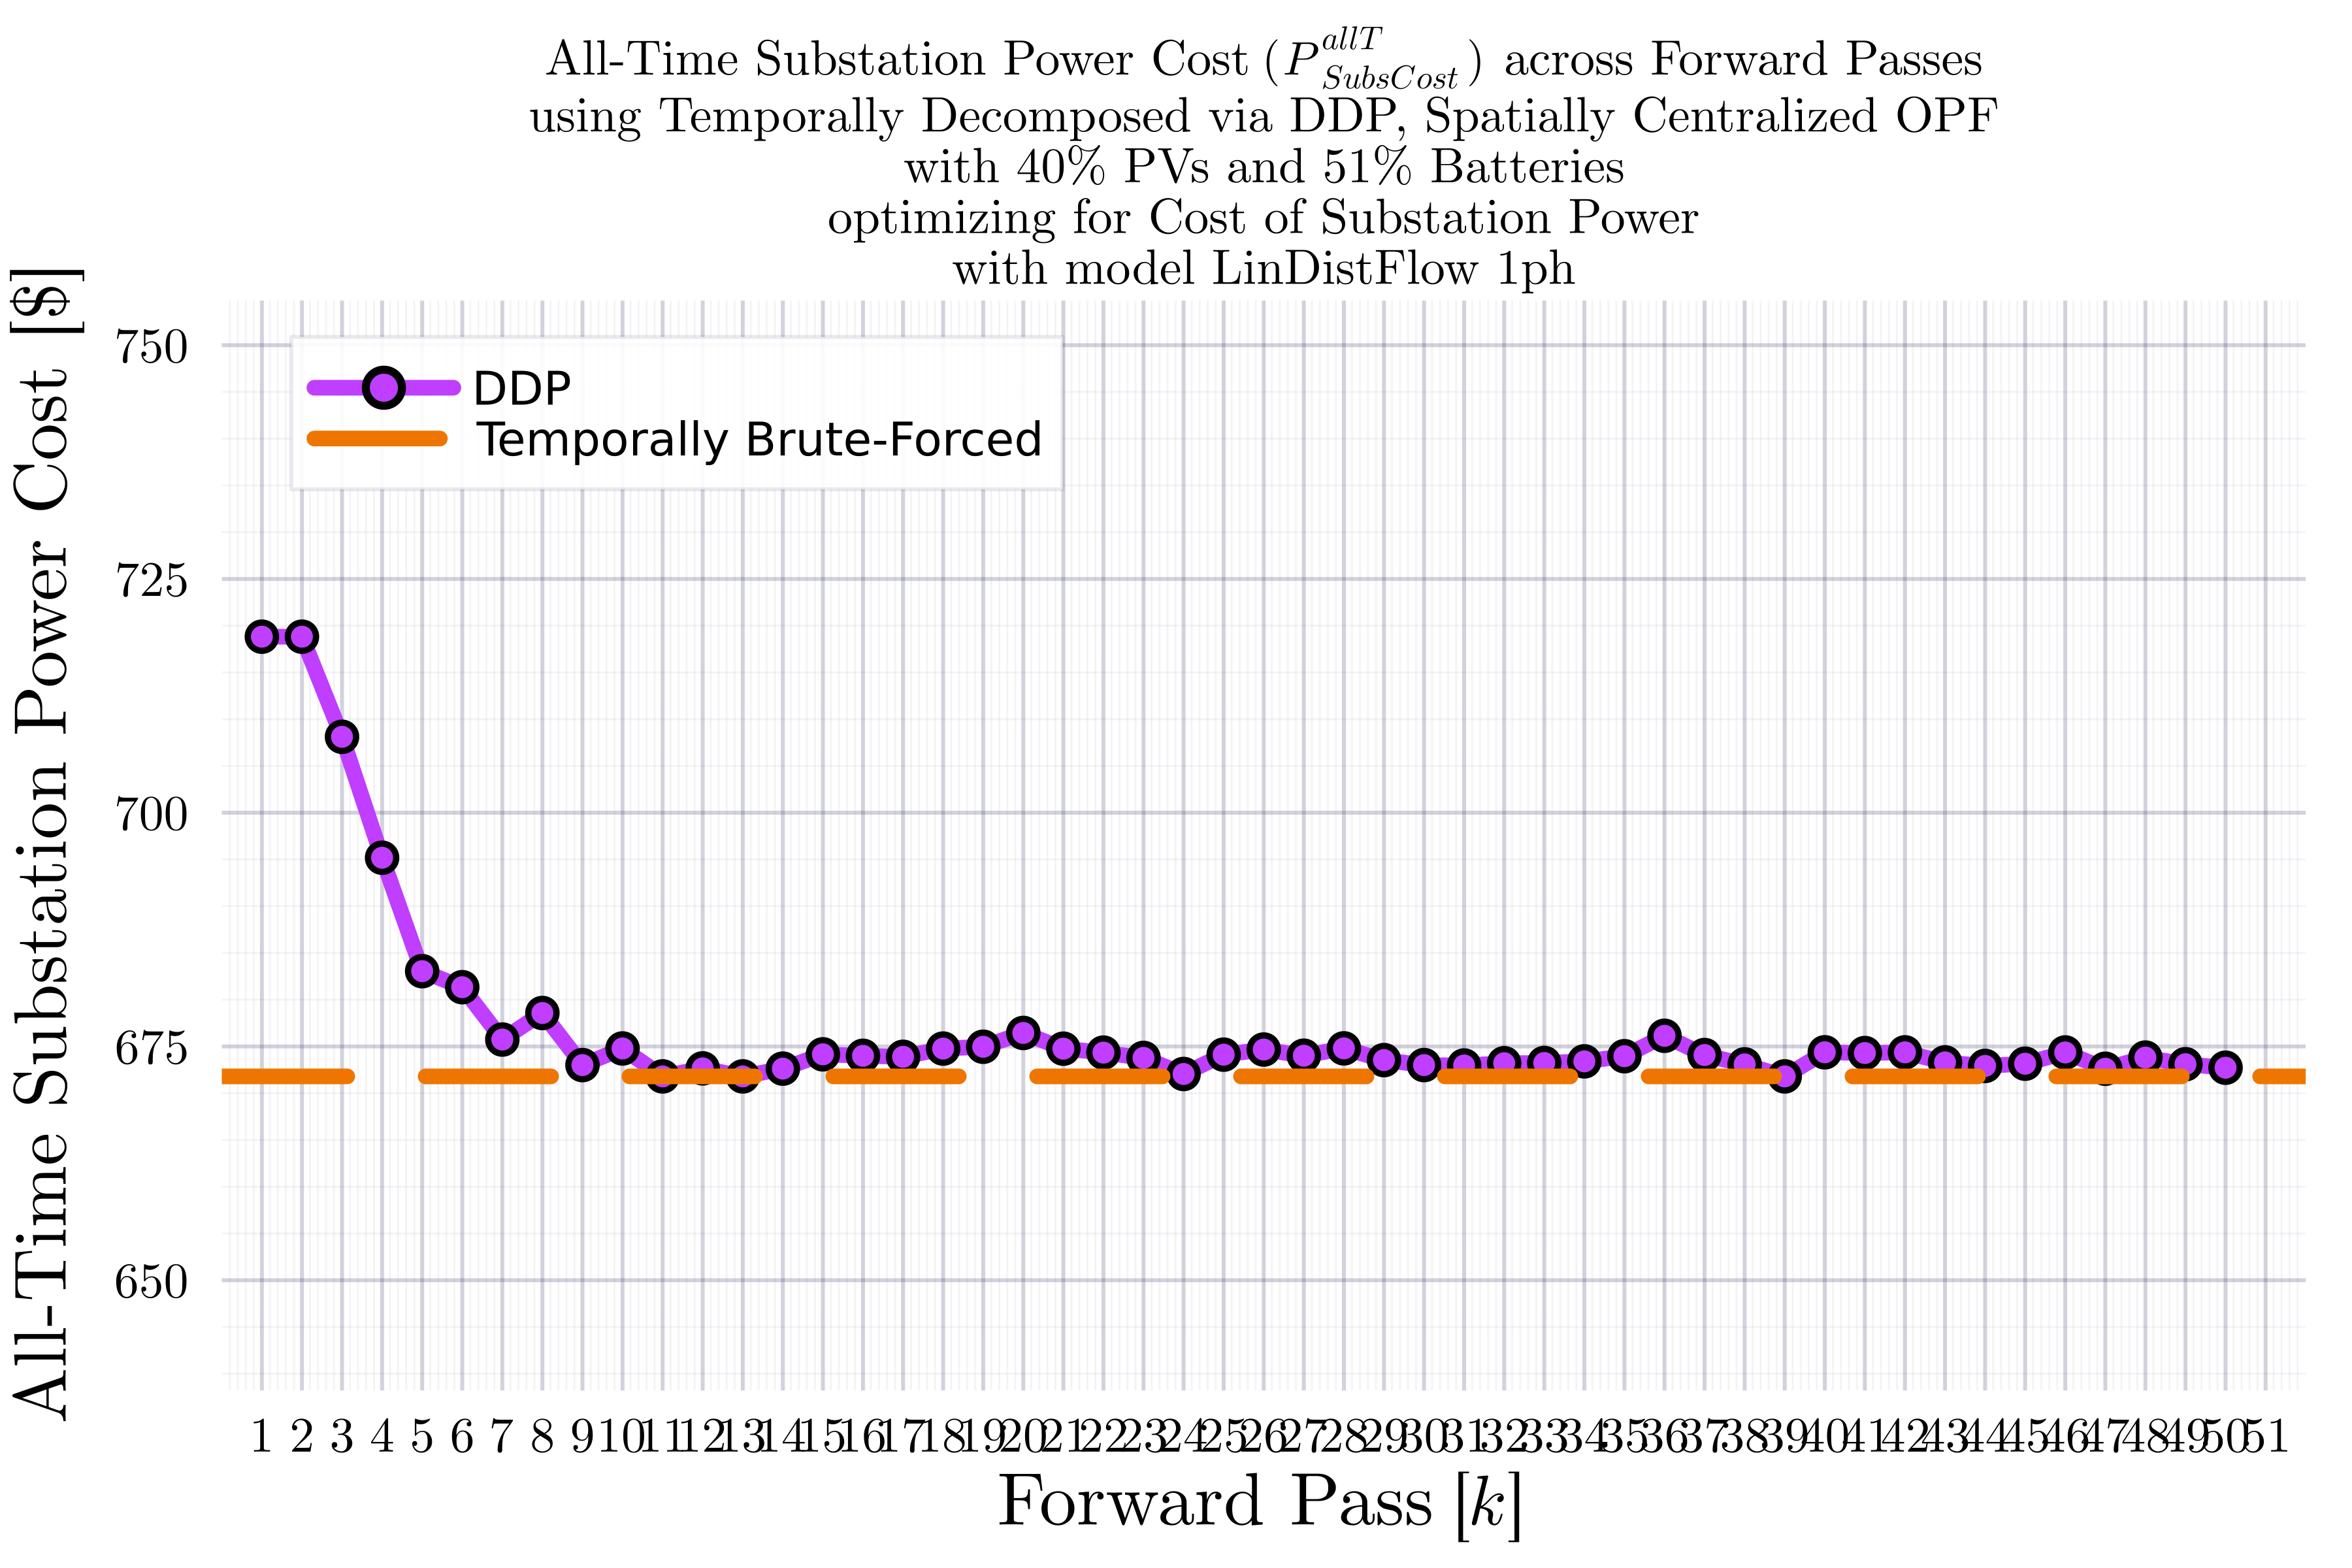 All-Time Substation Power Cost (P^{allT}_{SubsCost}) across Forward Passes
using Temporally Decomposed via DDP, Spatially Centralized OPF
with 40% PVs and 51% Batteries
optimizing for Cost of Substation Power
with model LinDistFlow 1ph
All-Time Substation Power Cost [$]
750
725
700
675
650
DDP
Temporally Brute-Forced
1 2 3 4 5 6 7 8 9 10 11 12 13 14 15 16 17 18 19 20 21 22 23 24 25 26 27 28 29 30 31 32 33 34 35 36 37 38 39 40 41 42 43 44 45 46 47 48 49 50 51
Forward Pass [k]